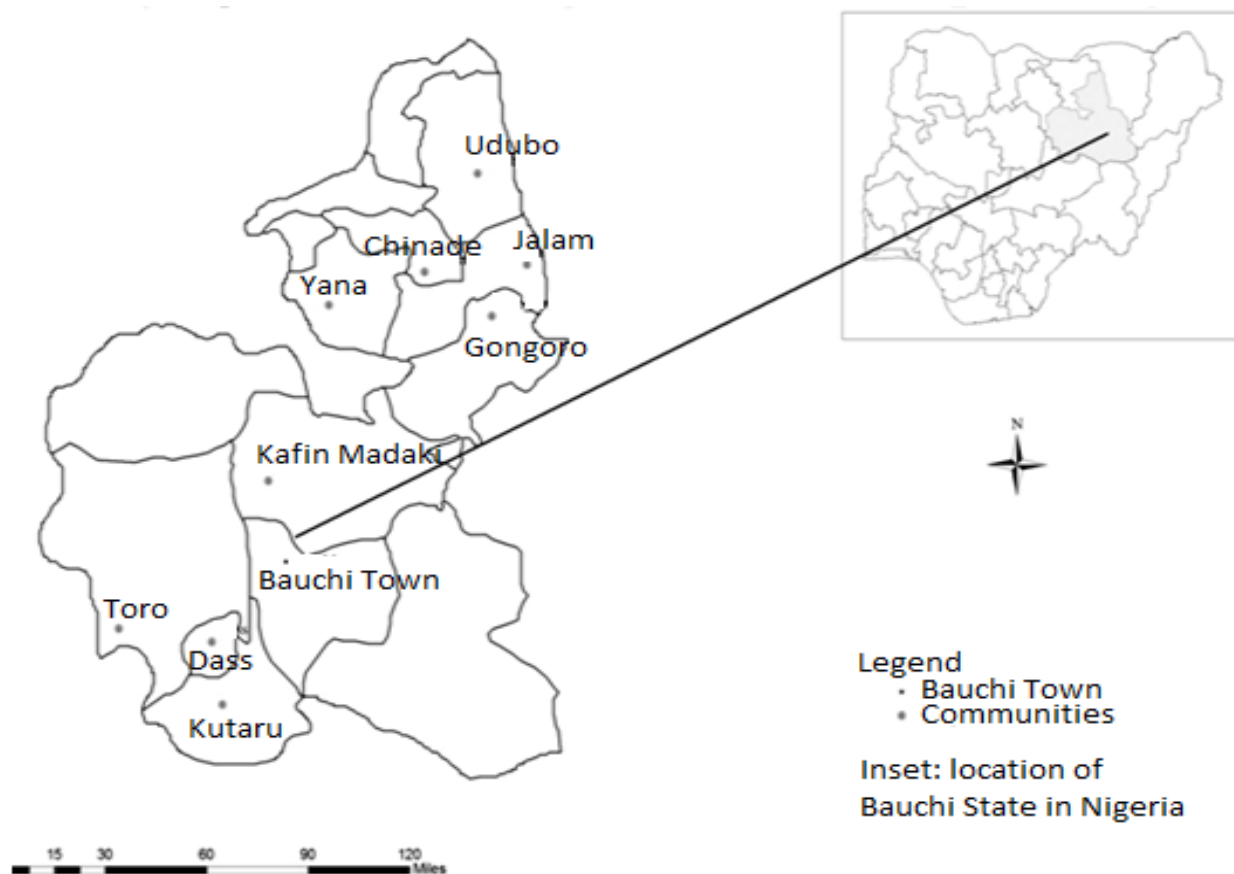 Udubo
Chinade
Jalam
Yana
Gongoro
Kafin Madaki
N
Bauchi Town
Toro
Dass
Kutaru
Legend
Bauchi Town
Communities
Inset: location of
Bauchi State in Nigeria
15 30 60 90 120
Miles